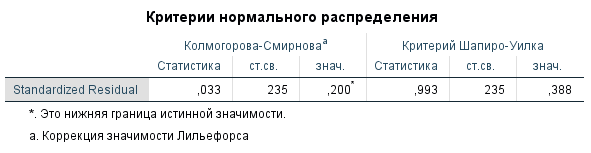 Критерии нормального распределения
Колмогорова-Смирноваa Критерий Шапиро-Уилка
Статистика ст.св. знач. Статистика ст.св. знач.
Standardized Residual ,033 235 ,200* ,993 235 ,388
*. Это нижняя граница истинной значимости.
a. Коррекция значимости Лильефорса